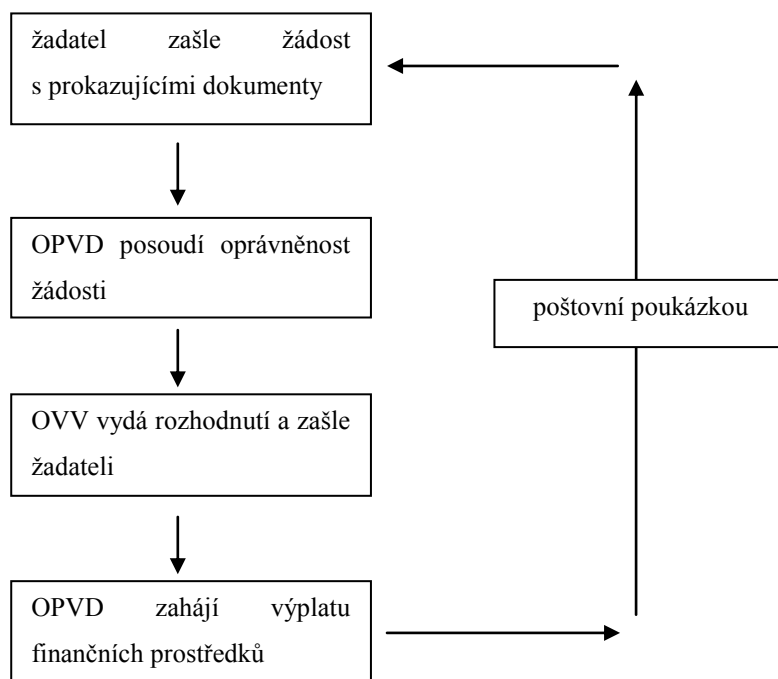 žadatel zašle žádost
s prokazujícími dokumenty
OPVD posoudí oprávněnost
žádosti
poštovní poukázkou
OVV vydá rozhodnutí a zašle
žadateli
OPVD zahájí výplatu
finančních prostředků